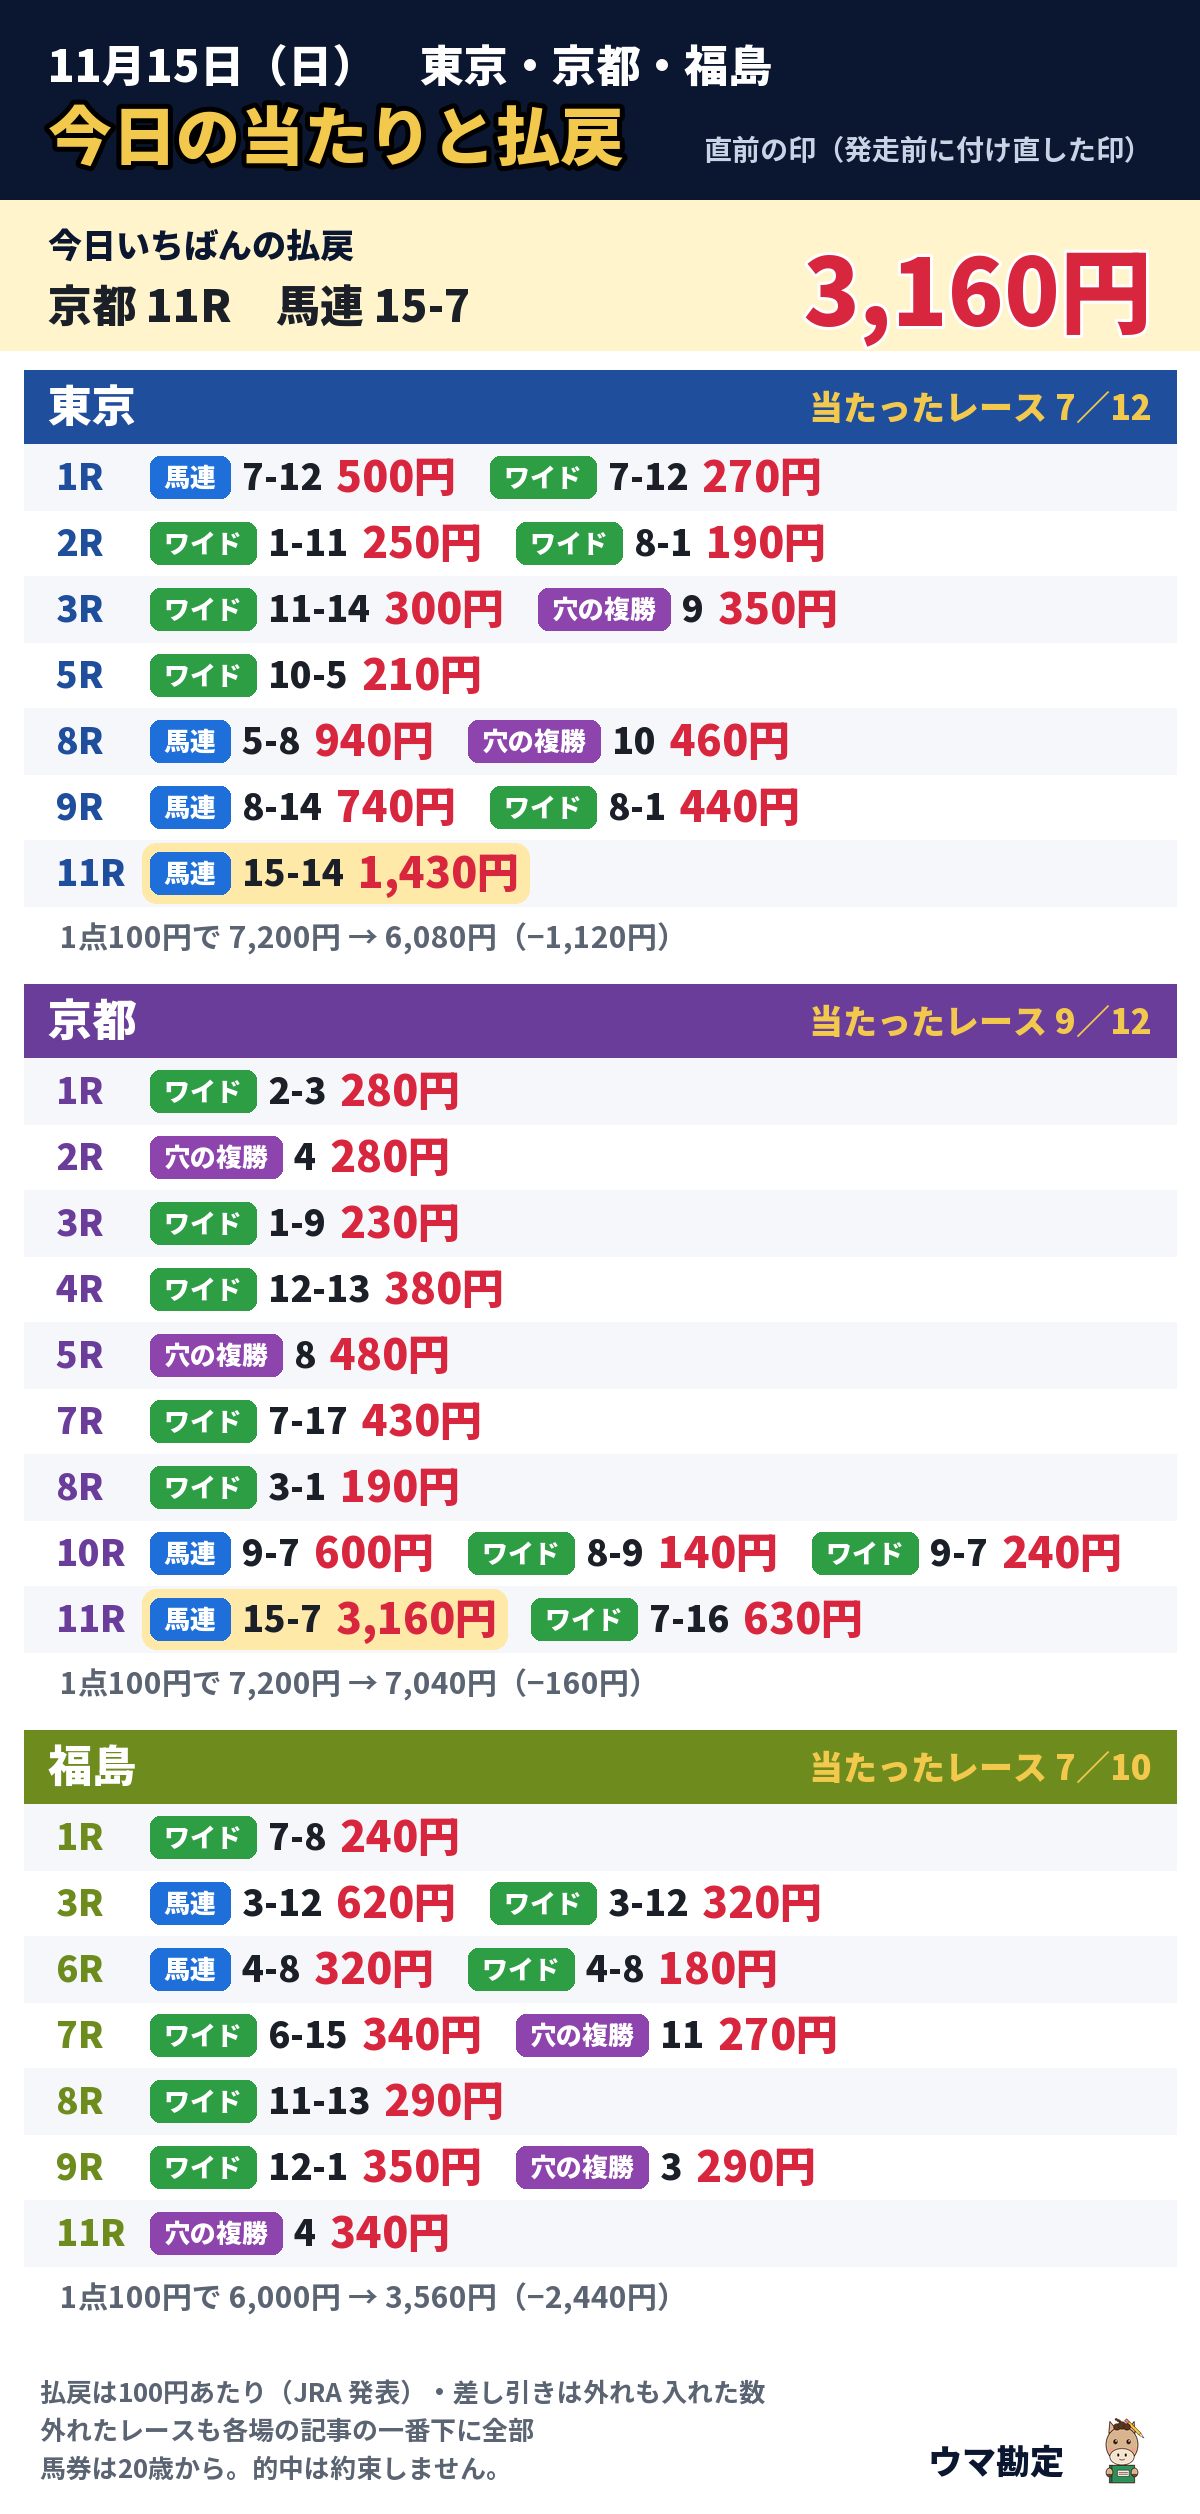 11月15日（日）　東京・京都・福島
今日の当たりと払戻　直前の印（発走前に付け直した印）
今日いちばんの払戻
京都 11R　馬連 15-7　3,160円
東京　当たったレース 7／12
1R 馬連 7-12 500円 ワイド 7-12 270円
2R ワイド 1-11 250円 ワイド 8-1 190円
3R ワイド 11-14 300円 穴の複勝 9 350円
5R ワイド 10-5 210円
8R 馬連 5-8 940円 穴の複勝 10 460円
9R 馬連 8-14 740円 ワイド 8-1 440円
11R 馬連 15-14 1,430円
1点100円で 7,200円 → 6,080円（−1,120円）
京都　当たったレース 9／12
1R ワイド 2-3 280円
2R 穴の複勝 4 280円
3R ワイド 1-9 230円
4R ワイド 12-13 380円
5R 穴の複勝 8 480円
7R ワイド 7-17 430円
8R ワイド 3-1 190円
10R 馬連 9-7 600円 ワイド 8-9 140円 ワイド 9-7 240円
11R 馬連 15-7 3,160円 ワイド 7-16 630円
1点100円で 7,200円 → 7,040円（−160円）
福島　当たったレース 7／10
1R ワイド 7-8 240円
3R 馬連 3-12 620円 ワイド 3-12 320円
6R 馬連 4-8 320円 ワイド 4-8 180円
7R ワイド 6-15 340円 穴の複勝 11 270円
8R ワイド 11-13 290円
9R ワイド 12-1 350円 穴の複勝 3 290円
11R 穴の複勝 4 340円
1点100円で 6,000円 → 3,560円（−2,440円）
払戻は100円あたり（JRA 発表）・差し引きは外れも入れた数
外れたレースも各場の記事の一番下に全部
馬券は20歳から。的中は約束しません。
ウマ勘定